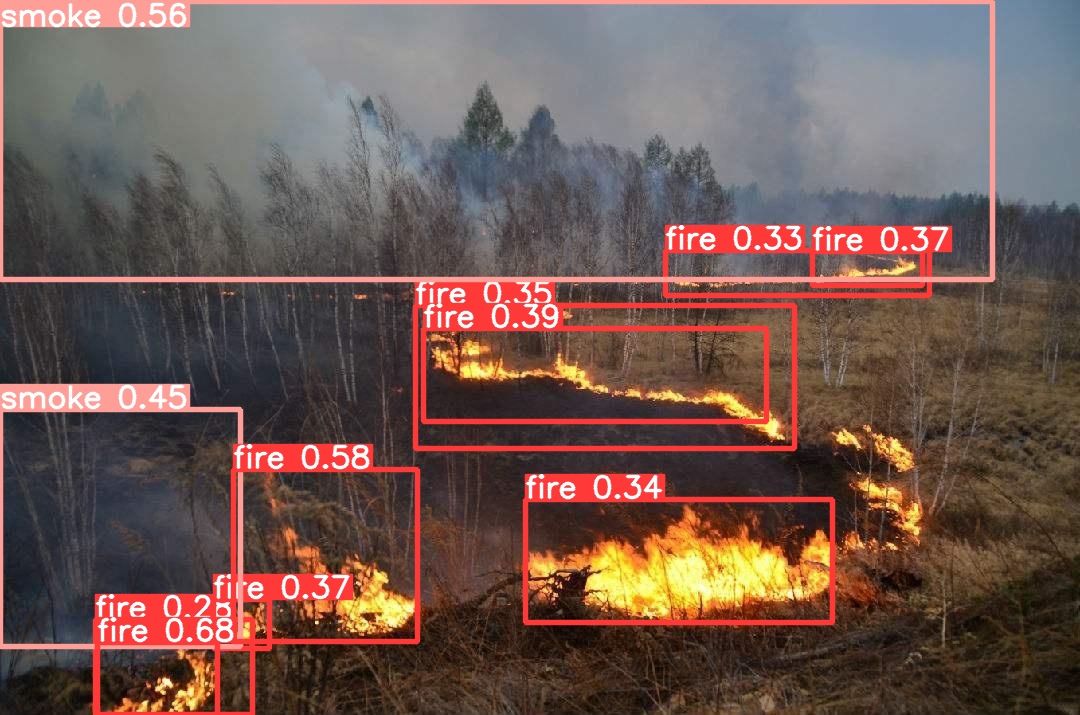 smoke 0.56
fire 0.33
fire 0.37
fire 0.35
fire 0.39
smoke 0.45
fire 0.58
fire 0.34
fire 0.37
fire 0.28
fire 0.68